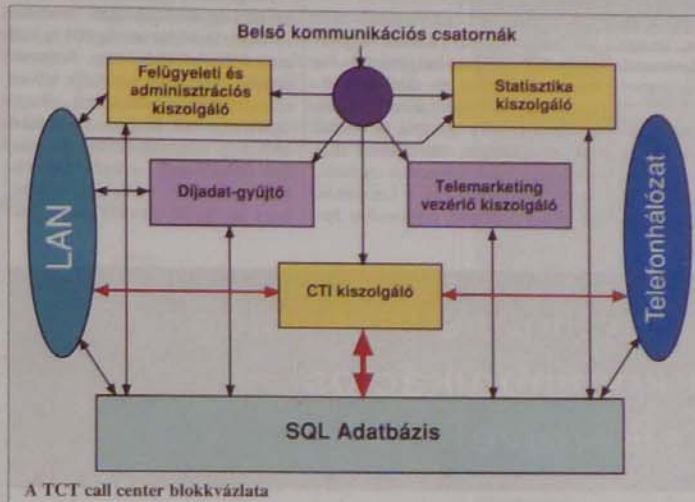 Belső kommunikációs csatornák
Felügyeleti és
adminisztrációs
kiszolgáló
Statisztika
kiszolgáló
LAN
Díjadat-gyűjtő
Telemarketing
vezérlő kiszolgáló
Telefonhálózat
CTI kiszolgáló
SQL Adatbázis
A TCT call center blokkvázlata